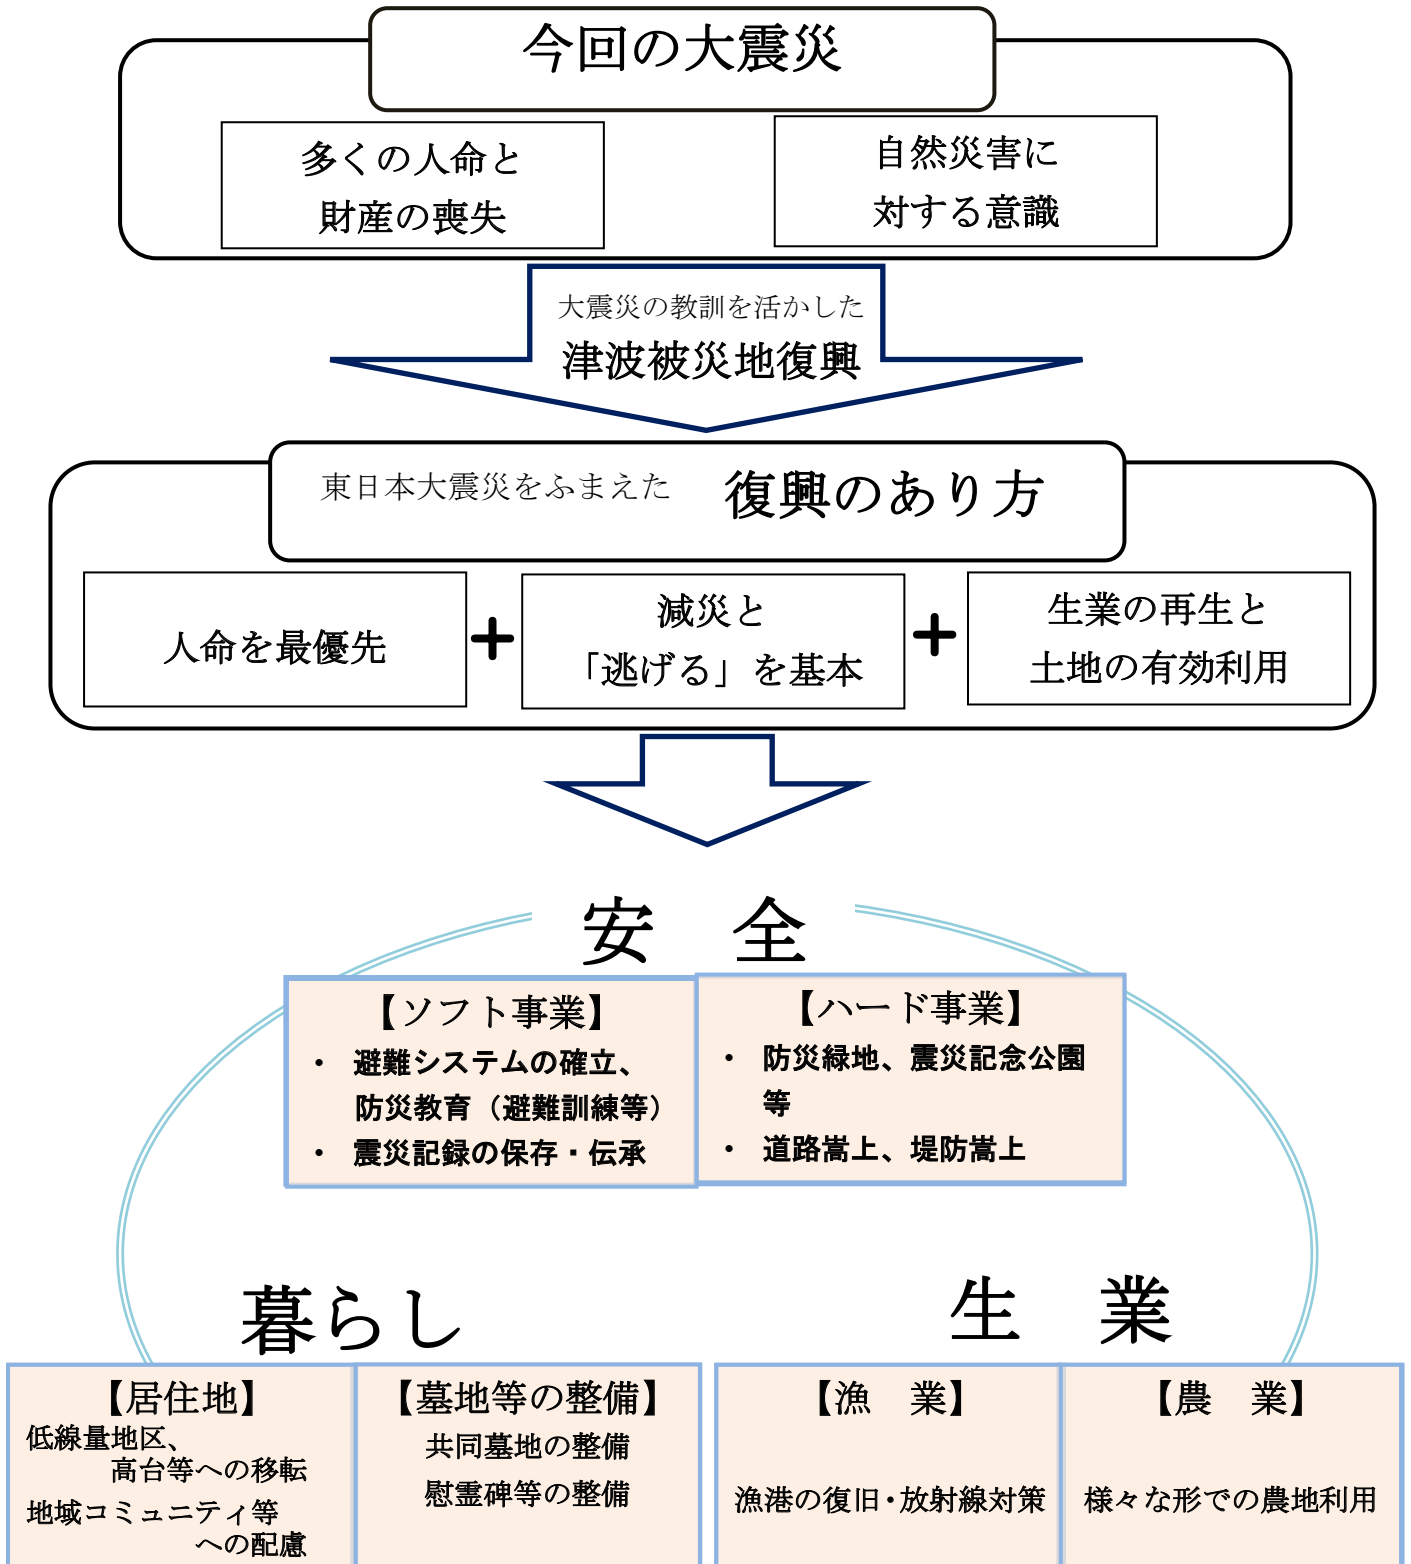 今回の大震災
多くの人命と
財産の喪失
自然災害に
対する意識
大震災の教訓を活かした
津波被災地復興
東日本大震災をふまえた 復興のあり方
人命を最優先
+
減災と
「逃げる」を基本
+
生業の再生と
土地の有効利用
安　全
【ソフト事業】
・ 避難システムの確立、
防災教育（避難訓練等）
・ 震災記録の保存・伝承
【ハード事業】
・ 防災緑地、震災記念公園
等
・ 道路嵩上、堤防嵩上
暮らし
【居住地】
低線量地区、
高台等への移転
地域コミュニティ等
への配慮
【墓地等の整備】
共同墓地の整備
慰霊碑等の整備
生　業
【漁　業】
漁港の復旧・放射線対策
【農　業】
様々な形での農地利用